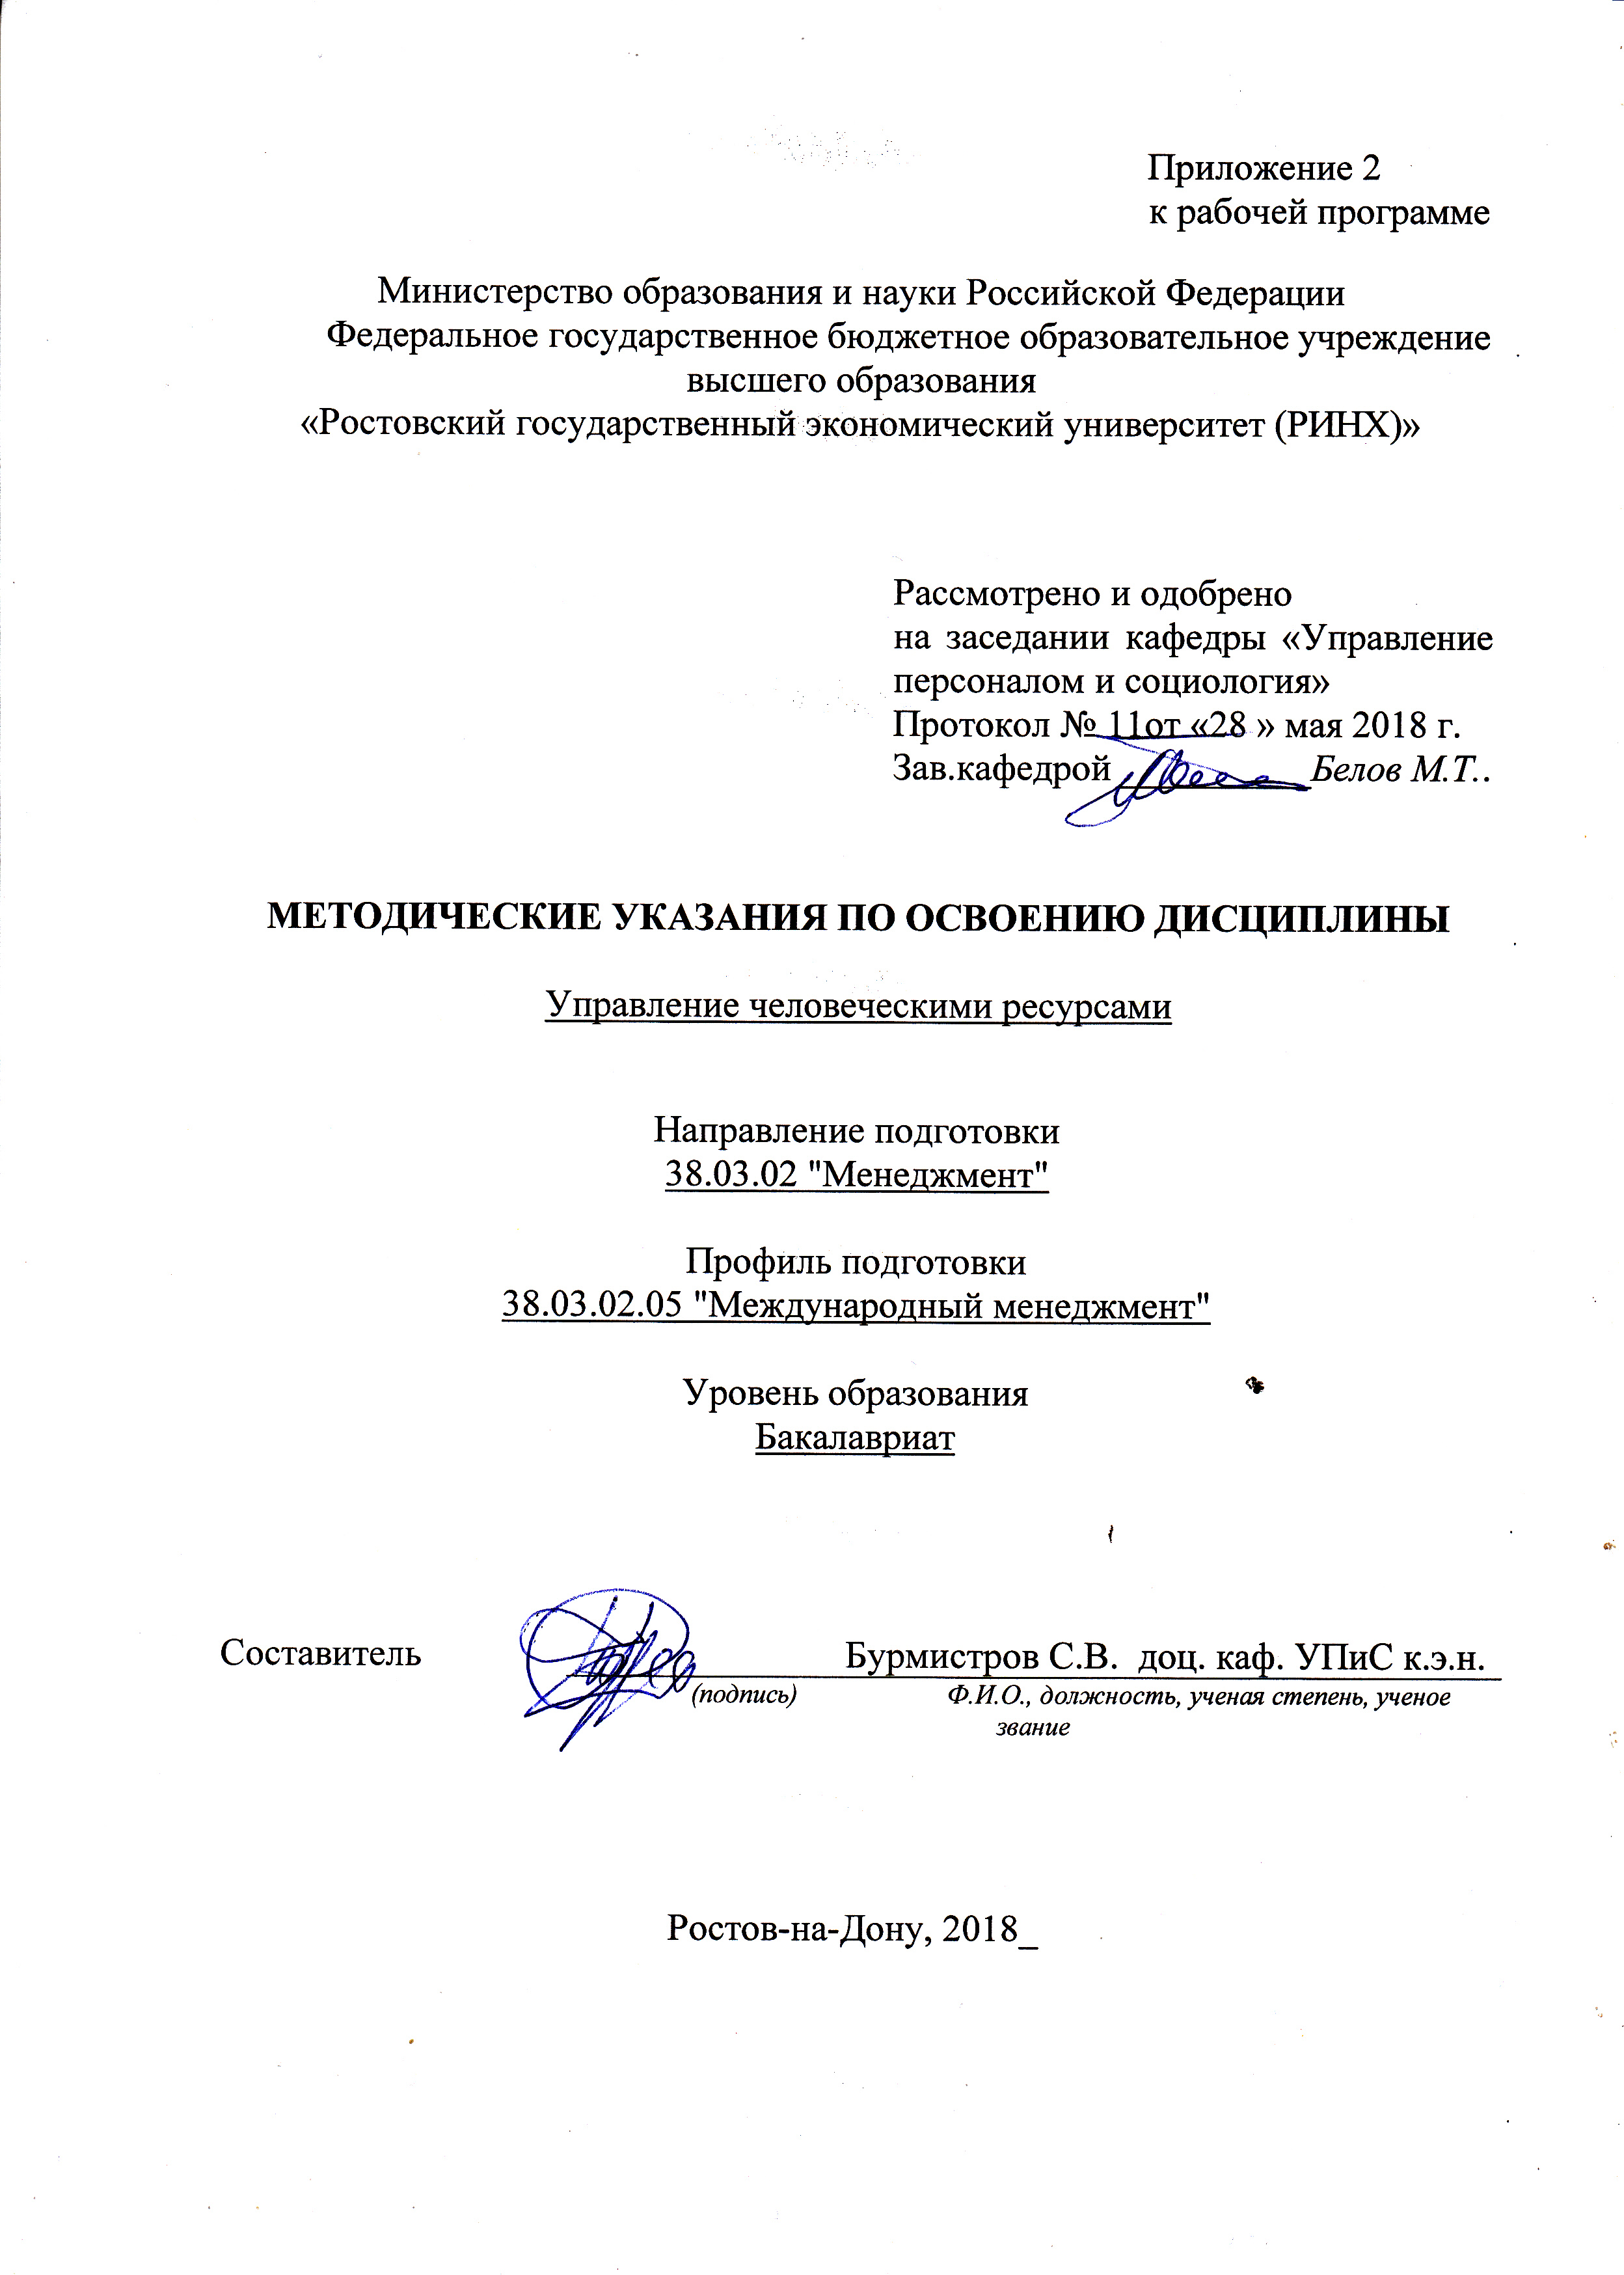 Приложение 2
к рабочей программе
Министерство образования и науки Российской Федерации
Федеральное государственное бюджетное образовательное учреждение
высшего образования
«Ростовский государственный экономический университет (РИНХ)»
Рассмотрено и одобрено
на заседании кафедры «Управление
персоналом и социология»
Протокол № 11от «28 » мая 2018 г.
Зав.кафедрой Белов М.Т..
МЕТОДИЧЕСКИЕ УКАЗАНИЯ ПО ОСВОЕНИЮ ДИСЦИПЛИНЫ
Управление человеческими ресурсами
Направление подготовки
38.03.02 "Менеджмент"
Профиль подготовки
38.03.02.05 "Международный менеджмент"
Уровень образования
Бакалавриат
Составитель Бурмистров С.В. доц. каф. УПиС к.э.н.
(подпись) Ф.И.О., должность, ученая степень, ученое
звание
Ростов-на-Дону, 2018_